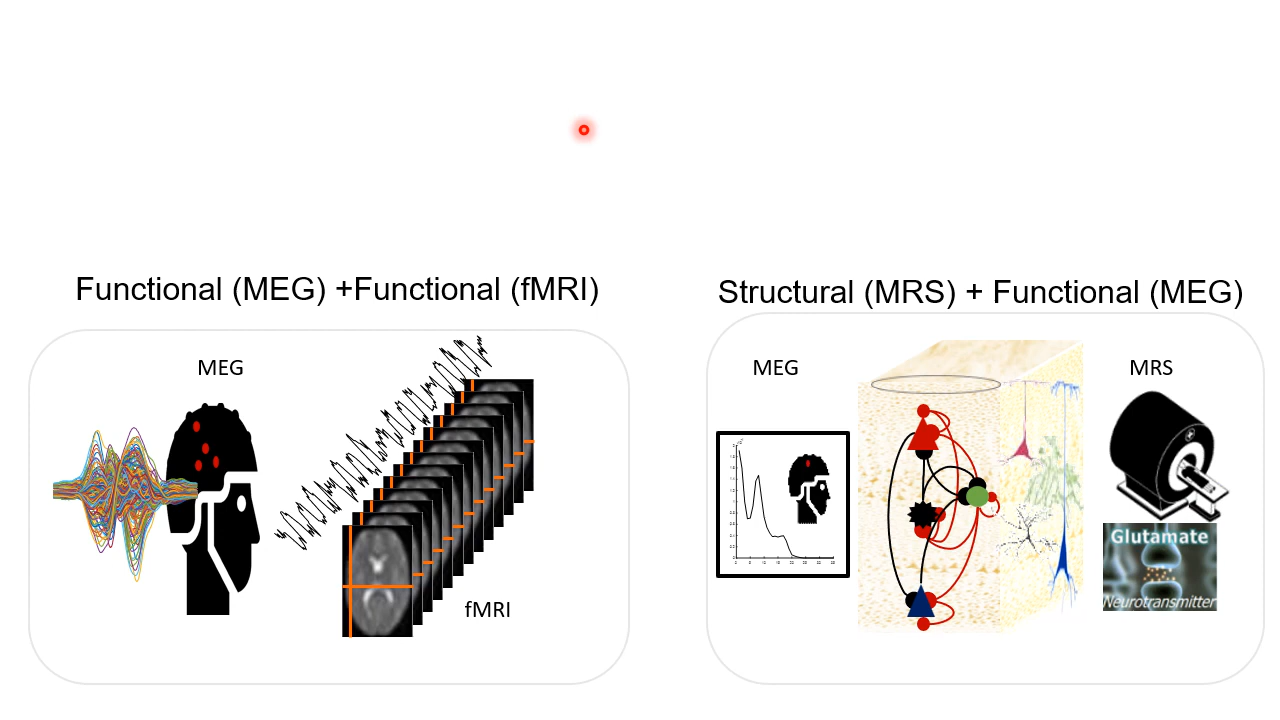 Functional (MEG) +Functional (fMRI)
Structural (MRS) + Functional (MEG)
MEG
fMRI
MEG
MRS
Glutamate
Neurotransmitter